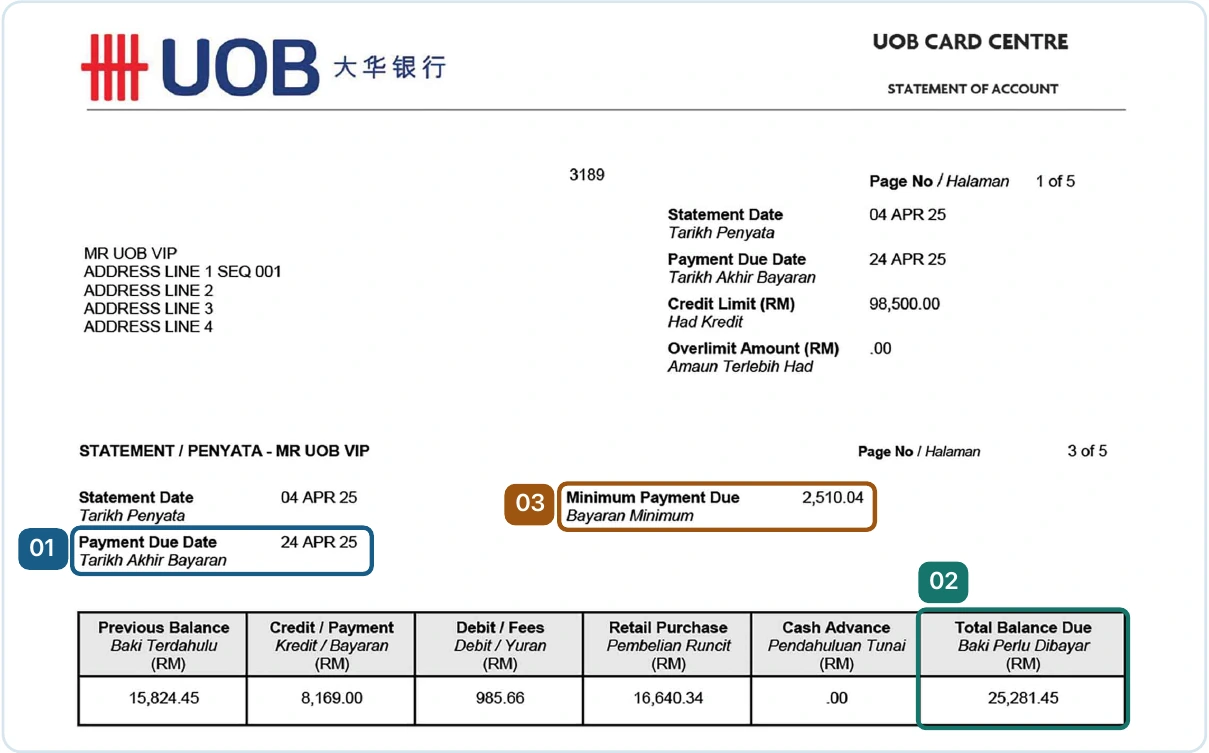 UOB 大华银行
UOB CARD CENTRE
STATEMENT OF ACCOUNT
3189
Page No / Halaman 1 of 5
Statement Date 04 APR 25
Tarikh Penyata
Payment Due Date 24 APR 25
Tarikh Akhir Bayaran
Credit Limit (RM) 98,500.00
Had Kredit
Overlimit Amount (RM) .00
Amaun Terlebih Had
MR UOB VIP
ADDRESS LINE 1 SEQ 001
ADDRESS LINE 2
ADDRESS LINE 3
ADDRESS LINE 4
STATEMENT / PENYATA - MR UOB VIP
Page No / Halaman 3 of 5
Statement Date 04 APR 25
Tarikh Penyata
01
Payment Due Date 24 APR 25
Tarikh Akhir Bayaran
03
Minimum Payment Due 2,510.04
Bayaran Minimum
02
Previous Balance Credit / Payment Debit / Fees Retail Purchase Cash Advance Total Balance Due
Baki Terdahulu Kredit / Bayaran Debit / Yuran Pembelian Runcit Pendahuluan Tunai Baki Perlu Dibayar
(RM) (RM) (RM) (RM) (RM) (RM)
15,824.45 8,169.00 985.66 16,640.34 .00 25,281.45